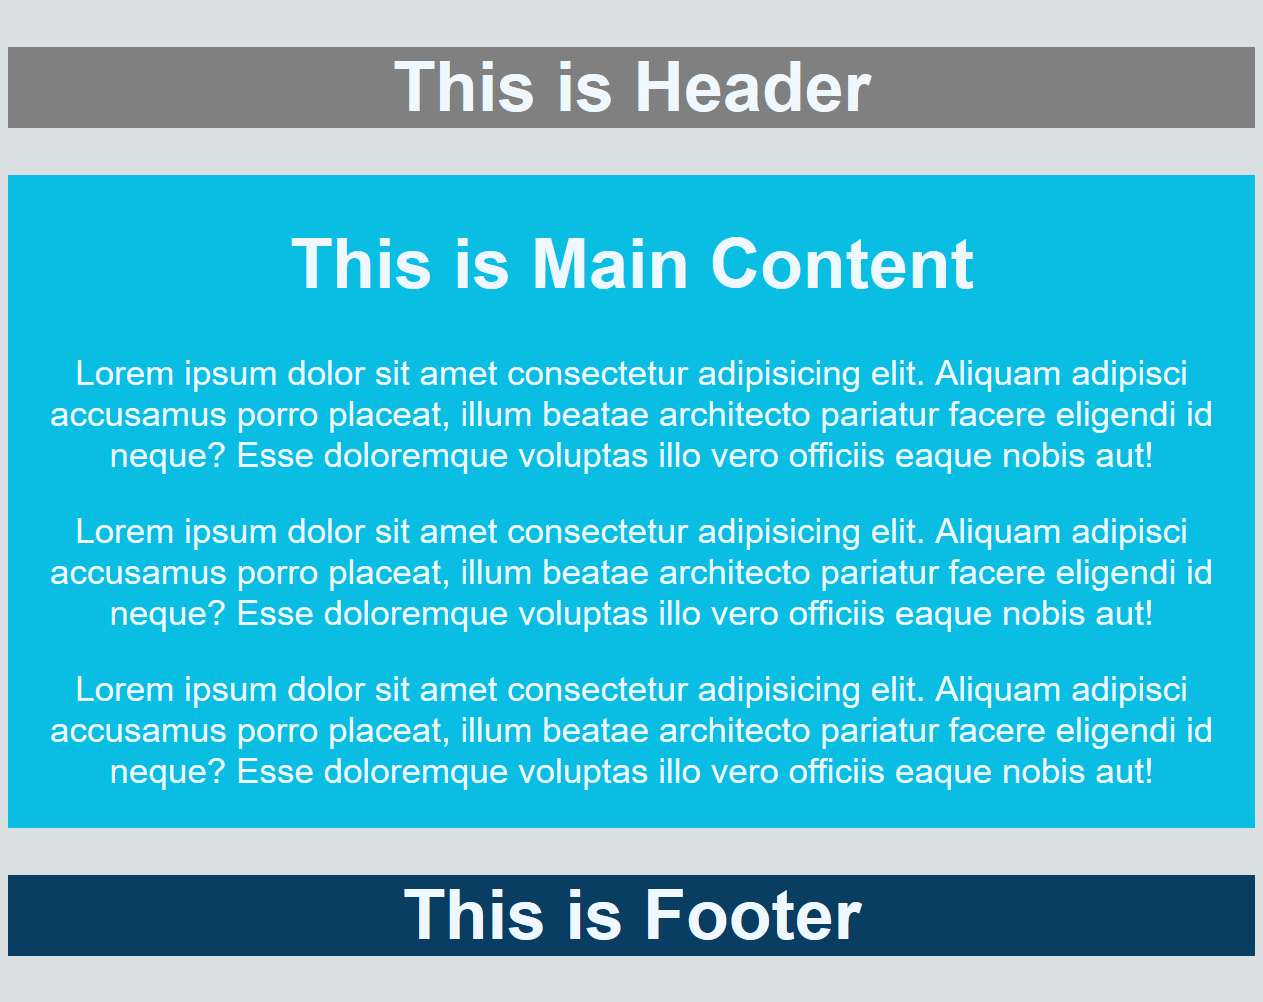 This is Header
This is Main Content
Lorem ipsum dolor sit amet consectetur adipisicing elit. Aliquam adipisci
accusamus porro placeat, illum beatae architecto pariatur facere eligendi id
neque? Esse doloremque voluptas illo vero officiis eaque nobis aut!
Lorem ipsum dolor sit amet consectetur adipisicing elit. Aliquam adipisci
accusamus porro placeat, illum beatae architecto pariatur facere eligendi id
neque? Esse doloremque voluptas illo vero officiis eaque nobis aut!
Lorem ipsum dolor sit amet consectetur adipisicing elit. Aliquam adipisci
accusamus porro placeat, illum beatae architecto pariatur facere eligendi id
neque? Esse doloremque voluptas illo vero officiis eaque nobis aut!
This is Footer